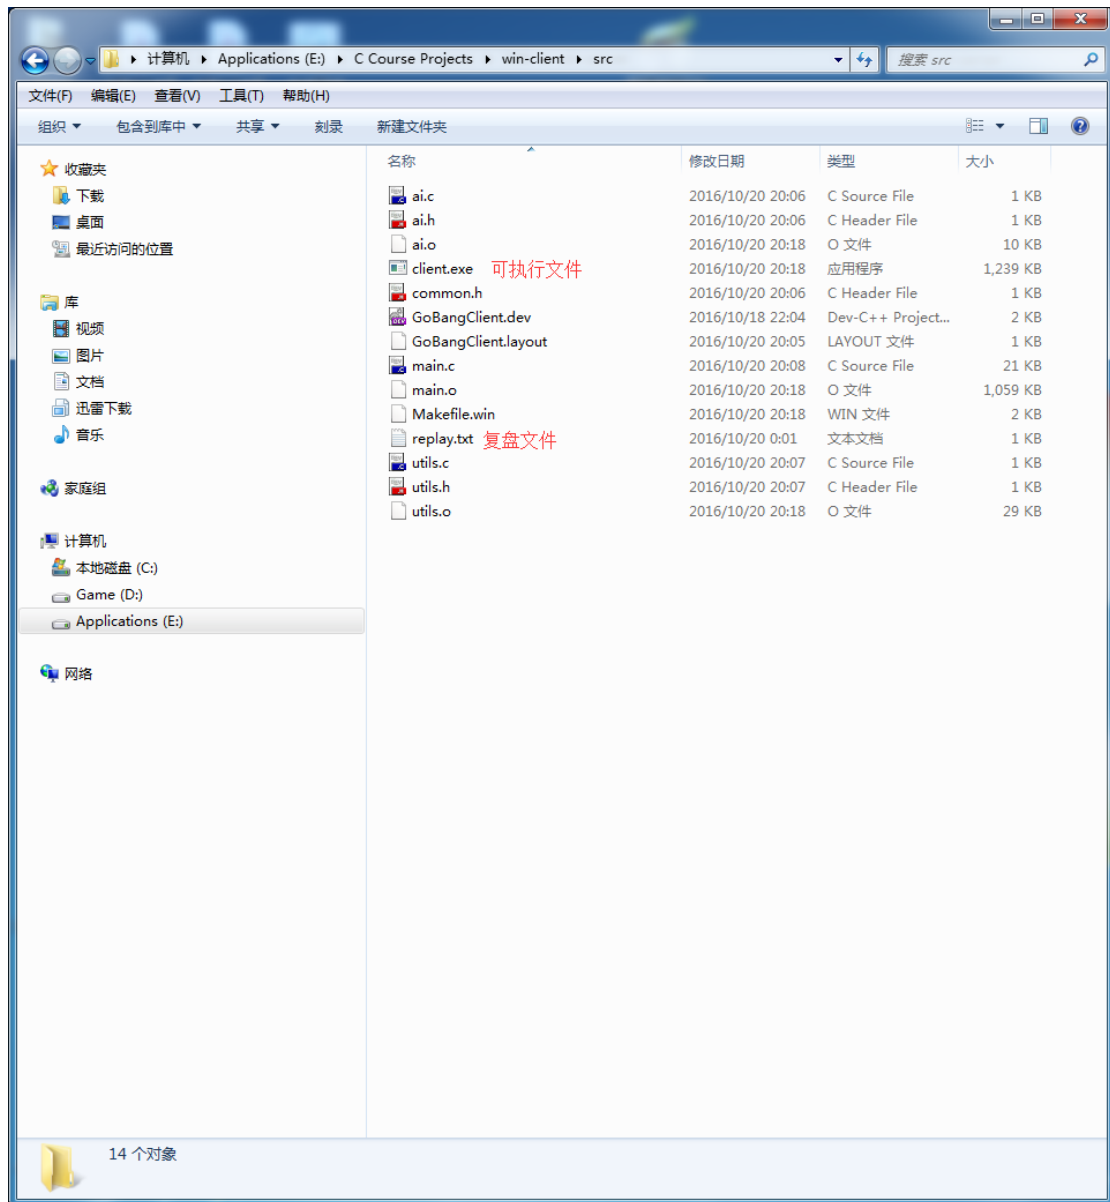 计算机 Applications (E:) C Course Projects win-client src 搜索 src
文件(F) 编辑(E) 查看(V) 工具(T) 帮助(H)
组织 包含到库中 共享 刻录 新建文件夹
收藏夹
下载
桌面
最近访问的位置
库
视频
图片
文档
迅雷下载
音乐
家庭组
计算机
本地磁盘 (C:)
Game (D:)
Applications (E:)
网络
名称 修改日期 类型 大小
ai.c 2016/10/20 20:06 C Source File 1 KB
ai.h 2016/10/20 20:06 C Header File 1 KB
ai.o 2016/10/20 20:18 O 文件 10 KB
client.exe 可执行文件 2016/10/20 20:18 应用程序 1,239 KB
common.h 2016/10/20 20:06 C Header File 1 KB
GoBangClient.dev 2016/10/18 22:04 Dev-C++ Project... 2 KB
GoBangClient.layout 2016/10/20 20:05 LAYOUT 文件 1 KB
main.c 2016/10/20 20:08 C Source File 21 KB
main.o 2016/10/20 20:18 O 文件 1,059 KB
Makefile.win 2016/10/20 20:18 WIN 文件 2 KB
replay.txt 复盘文件 2016/10/20 0:01 文本文档 1 KB
utils.c 2016/10/20 20:07 C Source File 1 KB
utils.h 2016/10/20 20:07 C Header File 1 KB
utils.o 2016/10/20 20:18 O 文件 29 KB
14 个对象